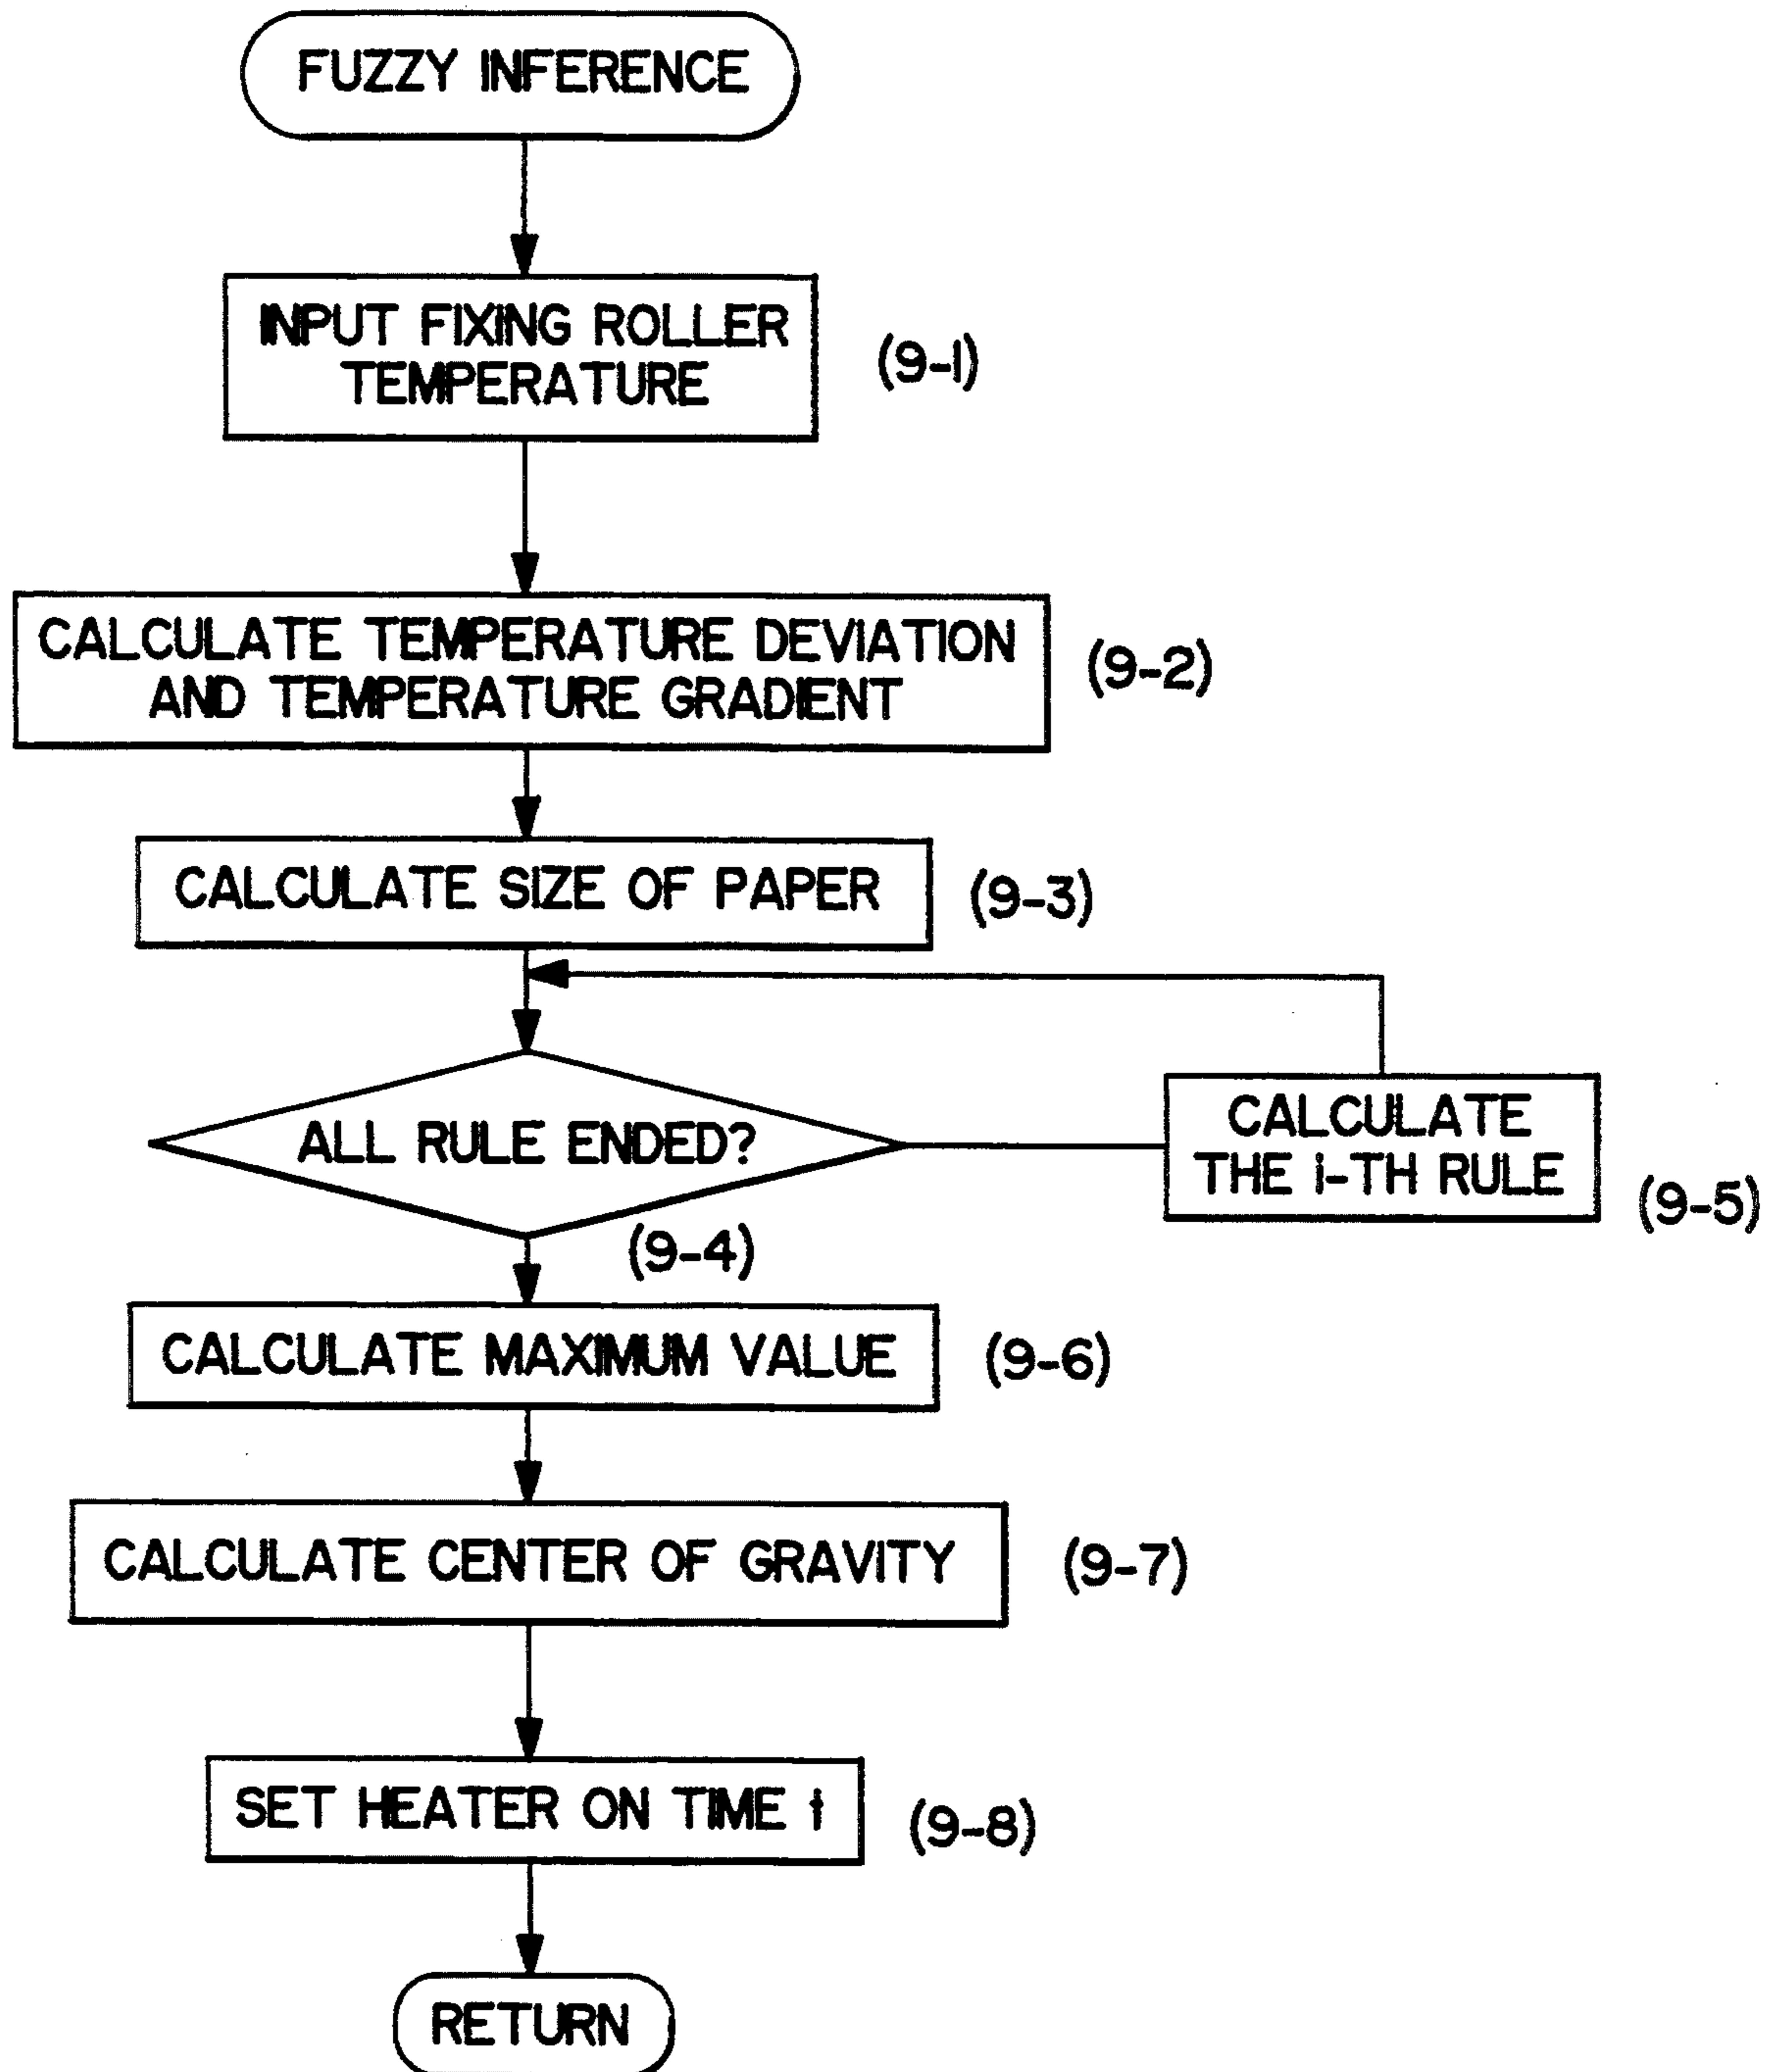 FUZZY INFERENCE
INPUT FIXING ROLLER
TEMPERATURE
(9-1)
CALCULATE TEMPERATURE DEVIATION
AND TEMPERATURE GRADIENT
(9-2)
CALCULATE SIZE OF PAPER
(9-3)
ALL RULE ENDED?
(9-4)
CALCULATE
THE i-TH RULE
(9-5)
CALCULATE MAXIMUM VALUE
(9-6)
CALCULATE CENTER OF GRAVITY
(9-7)
SET HEATER ON TIME t
(9-8)
RETURN